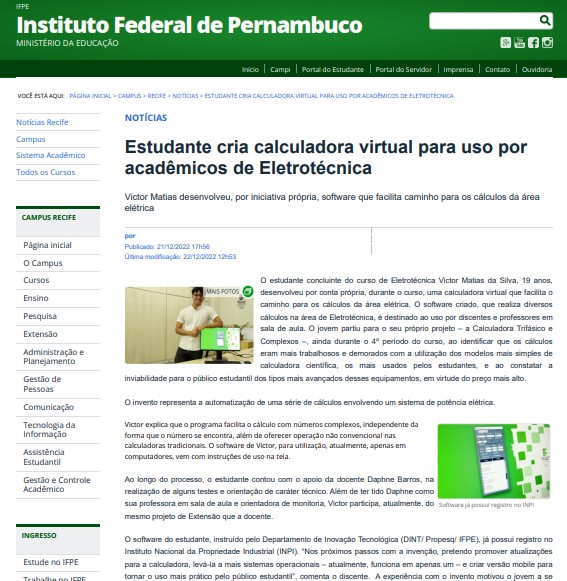 IFPE
Instituto Federal de Pernambuco
MINISTÉRIO DA EDUCAÇÃO
Início
Campi
Portal do Estudante
Portal do Servidor
Imprensa
Contato
Ouvidoria
VOCÊ ESTÁ AQUI: PÁGINA INICIAL > CAMPUS > RECIFE > NOTÍCIAS > ESTUDANTE CRIA CALCULADORA VIRTUAL PARA USO POR ACADÊMICOS DE ELETROTÉCNICA
Notícias Recife
Campus
Sistema Acadêmico
Todos os Cursos
CAMPUS RECIFE
Página inicial
O Campus
Cursos
Ensino
Pesquisa
Extensão
Administração e
Planejamento
Gestão de
Pessoas
Comunicação
Tecnologia da
Informação
Assistência
Estudantil
Gestão e Controle
Acadêmico
INGRESSO
Estude no IFPE
Trabalhe no IFPE
NOTÍCIAS
Estudante cria calculadora virtual para uso por
acadêmicos de Eletrotécnica
Victor Matias desenvolveu, por iniciativa própria, software que facilita caminho para os cálculos da área
elétrica
por
Publicado: 21/12/2022 17h56
Última modificação: 22/12/2022 12h53
MAIS FOTOS
O estudante concluinte do curso de Eletrotécnica Victor Matias da Silva, 19 anos,
desenvolveu por conta própria, durante o curso, uma calculadora virtual que facilita o
caminho para os cálculos da área elétrica. O software criado, que realiza diversos
cálculos na área de Eletrotécnica, é destinado ao uso por discentes e professores em
sala de aula. O jovem partiu para o seu próprio projeto – a Calculadora Trifásico e
Complexos –, ainda durante o 4º período do curso, ao identificar que os cálculos
eram mais trabalhosos e demorados com a utilização dos modelos mais simples de
calculadora científica, os mais usados pelos estudantes, e ao constatar a
inviabilidade para o público estudantil dos tipos mais avançados desses equipamentos, em virtude do preço mais alto.
O invento representa a automatização de uma série de cálculos envolvendo um sistema de potência elétrica.
Victor explica que o programa facilita o cálculo com números complexos, independente da
forma que o número se encontra, além de oferecer operação não convencional nas
calculadoras tradicionais. O software de Victor, para utilização, atualmente, apenas em
computadores, vem com instruções de uso na tela.
Software já possui registro no INPI
Ao longo do processo, o estudante contou com o apoio da docente Daphne Barros, na
realização de alguns testes e orientação de caráter técnico. Além de ter tido Daphne como
sua professora em sala de aula e orientadora de monitoria, Victor participa, atualmente, do
mesmo projeto de Extensão que a docente.
O software do estudante, instruído pelo Departamento de Inovação Tecnológica (DINT/ Propesq/ IFPE), já possui registro no
Instituto Nacional da Propriedade Industrial (INPI). “Nos próximos passos com a invenção, pretendo promover atualizações
para a calculadora, levá-la a mais sistemas operacionais – atualmente, funciona em apenas um – e criar versão mobile para
tornar o uso mais prático pelo público estudantil”, comenta o discente. A experiência com o invento motivou o jovem a se